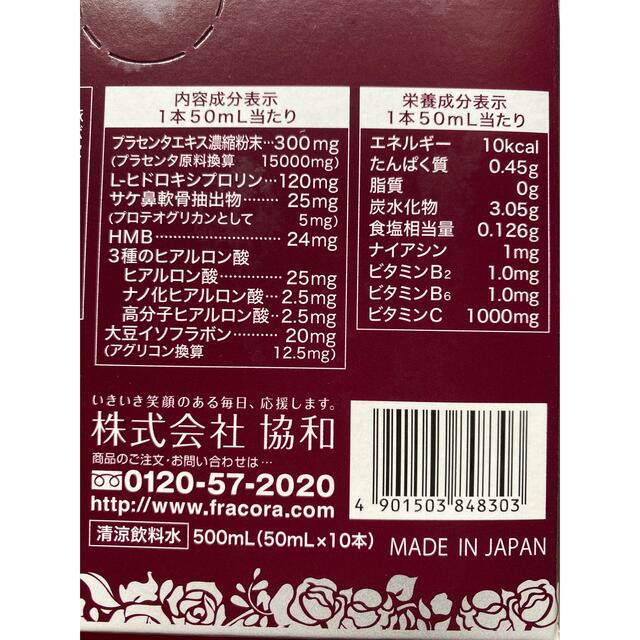 内容成分表示
1本50mL当たり
プラセンタエキス濃縮粉末…300mg
(プラセンタ原料換算 15000mg)
L-ヒドロキシプロリン…120mg
サケ鼻軟骨抽出物……… 25mg
(プロテオグリカンとして 5mg)
HMB………………………… 24mg
3種のヒアルロン酸
ヒアルロン酸…………25mg
ナノ化ヒアルロン酸‥2.5mg
高分子ヒアルロン酸‥2.5mg
大豆イソフラボン………… 20mg
(アグリコン換算 12.5mg)
栄養成分表示
1本50mL当たり
エネルギー 10kcal
たんぱく質 0.45g
脂質 0g
炭水化物 3.05g
食塩相当量 0.126g
ナイアシン 1mg
ビタミンB2 1.0mg
ビタミンB6 1.0mg
ビタミンC 1000mg
いきいき笑顔のある毎日、応援します。
株式会社 協和
商品のご注文・お問い合わせは…
0120-57-2020
http://www.fracora.com
4 901503 848303
清涼飲料水 500mL(50mL×10本) MADE IN JAPAN